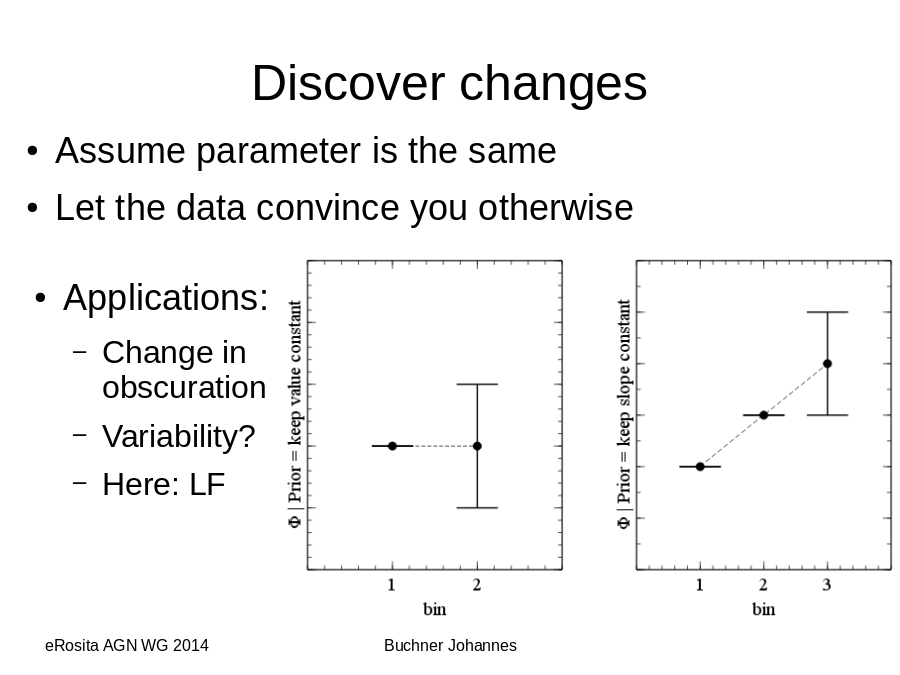 Discover changes
• Assume parameter is the same
• Let the data convince you otherwise
• Applications:
– Change in
obscuration
– Variability?
– Here: LF
Φ | Prior = keep value constant
1 2
bin
Φ | Prior = keep slope constant
1 2 3
bin
eRosita AGN WG 2014
Buchner Johannes